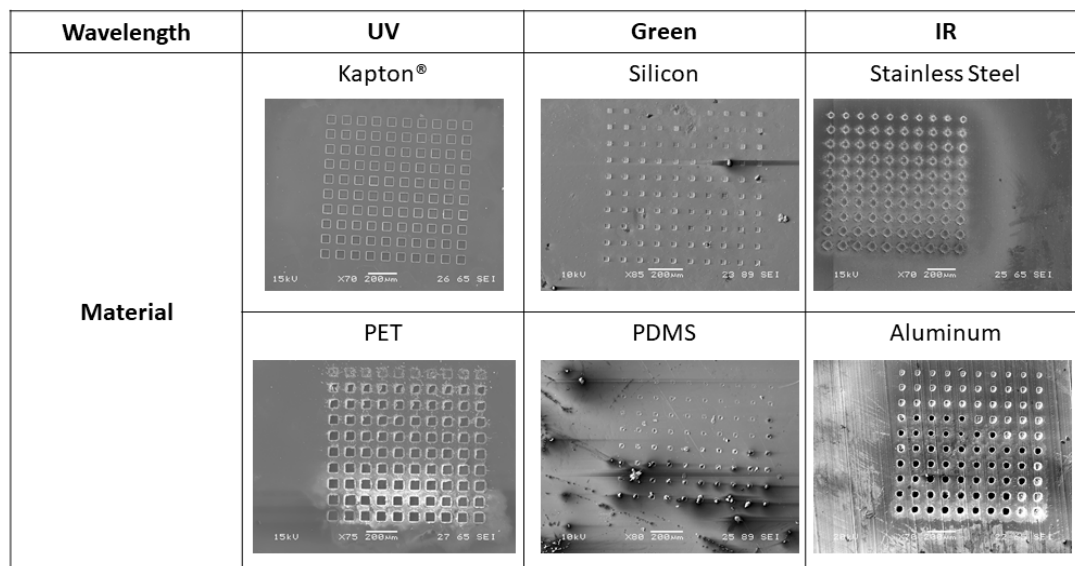 Wavelength UV Green IR
Material
Kapton®
15kV X70 200μm 26 65 SEI
Silicon
10kV X85 200μm 23 89 SEI
Stainless Steel
15kV X70 200μm 25 65 SEI
PET
15kV X75 200μm 27 65 SEI
PDMS
10kV X80 200μm 25 89 SEI
Aluminum
20kV 200μm